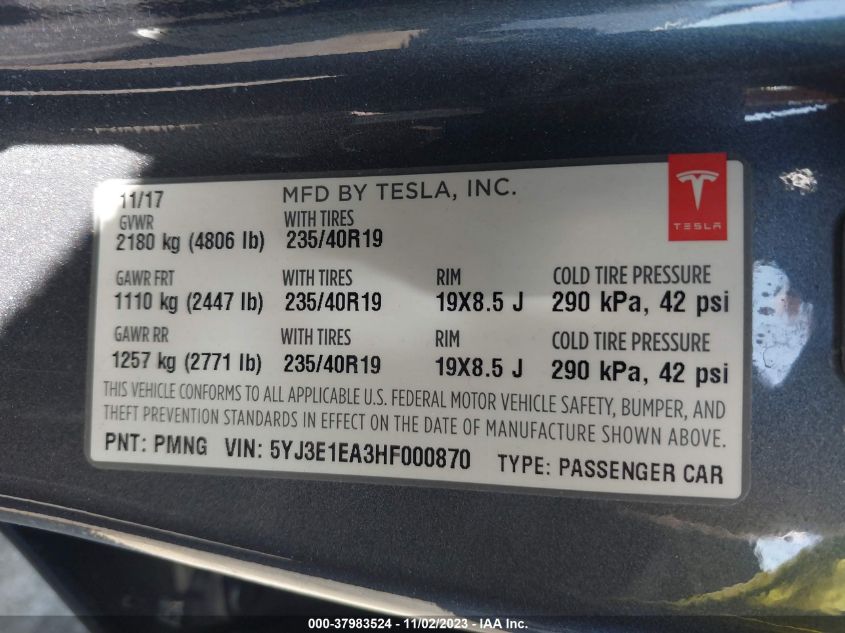 11/17 MFD BY TESLA, INC.
GVWR WITH TIRES
2180 kg (4806 lb) 235/40R19
TESLA
GAWR FRT WITH TIRES RIM COLD TIRE PRESSURE
1110 kg (2447 lb) 235/40R19 19X8.5 J 290 kPa, 42 psi
GAWR RR WITH TIRES RIM COLD TIRE PRESSURE
1257 kg (2771 lb) 235/40R19 19X8.5 J 290 kPa, 42 psi
THIS VEHICLE CONFORMS TO ALL APPLICABLE U.S. FEDERAL MOTOR VEHICLE SAFETY, BUMPER, AND
THEFT PREVENTION STANDARDS IN EFFECT ON THE DATE OF MANUFACTURE SHOWN ABOVE.
PNT: PMNG VIN: 5YJ3E1EA3HF000870 TYPE: PASSENGER CAR
000-37983524 - 11/02/2023 - IAA Inc.